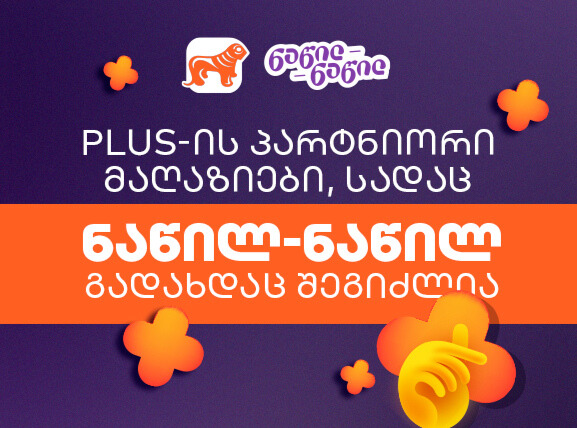 ნაწილ-
-ნაწილ
PLUS-ის პარტნიორი
მაღაზიები, სადაც
ნაწილ-ნაწილ
გადახდაც შეგიძლია